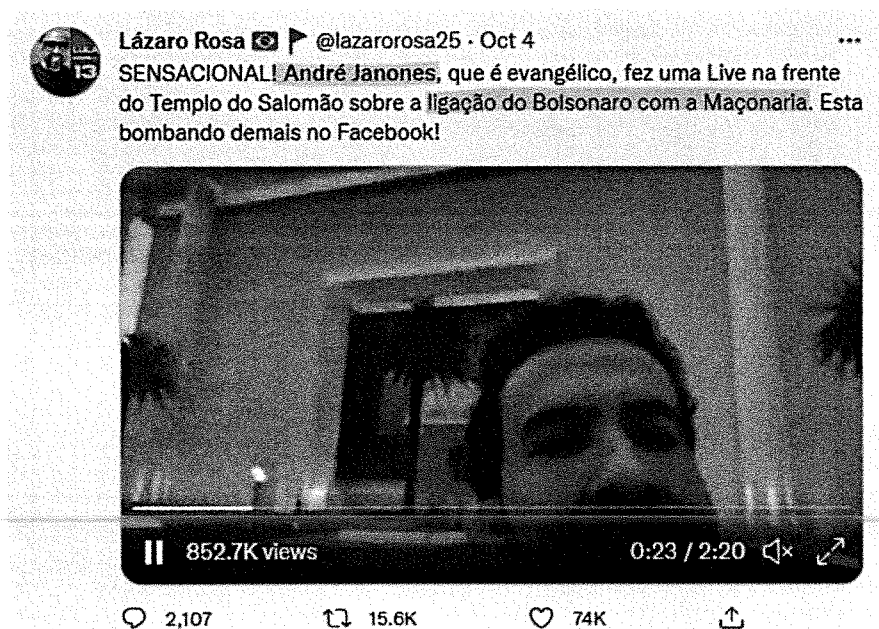 Lázaro Rosa @lazarorosa25 · Oct 4
SENSACIONAL! André Janones, que é evangélico, fez uma Live na frente
do Templo do Salomão sobre a ligação do Bolsonaro com a Maçonaria. Esta
bombando demais no Facebook!
852.7K views
0:23 / 2:20
2,107
15.6K
74K